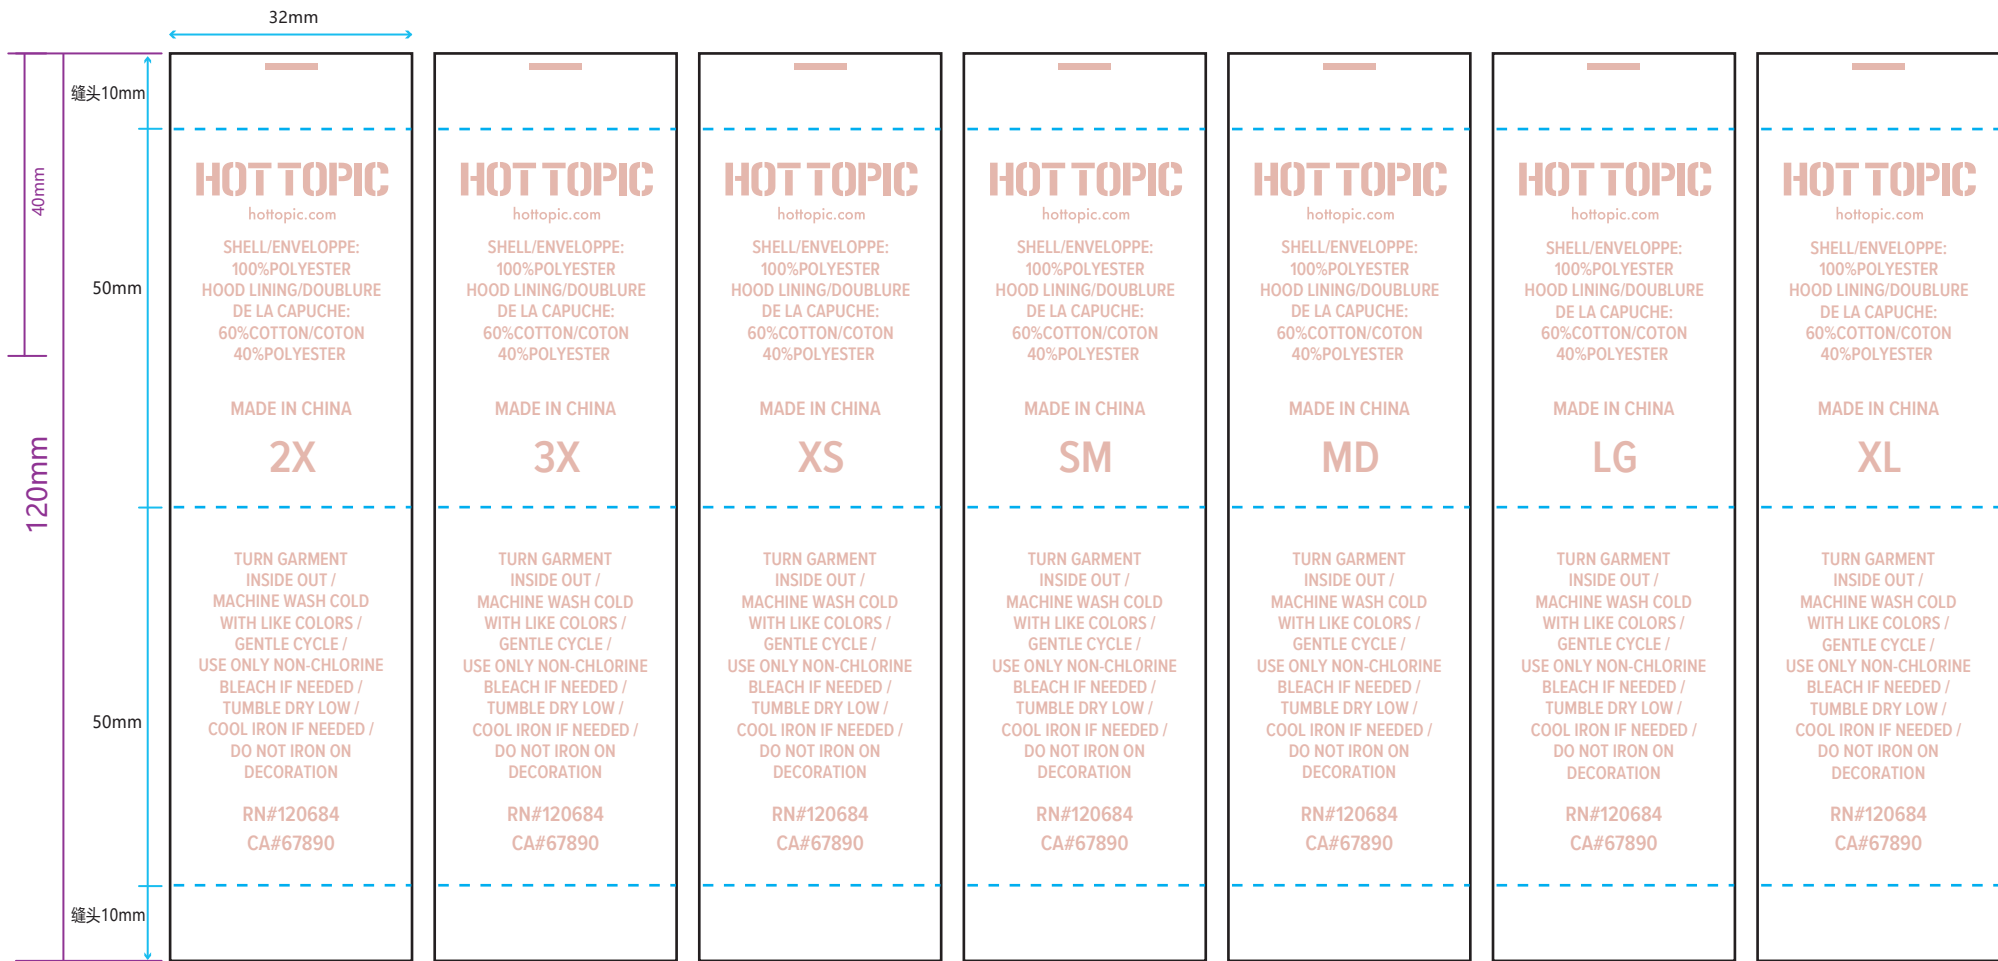 32mm
缝头10mm
40mm
50mm
120mm
50mm
缝头10mm
HOT TOPIC
hottopic.com
SHELL/ENVELOPPE:
100%POLYESTER
HOOD LINING/DOUBLURE
DE LA CAPUCHE:
60%COTTON/COTON
40%POLYESTER
MADE IN CHINA
2X
TURN GARMENT
INSIDE OUT /
MACHINE WASH COLD
WITH LIKE COLORS /
GENTLE CYCLE /
USE ONLY NON-CHLORINE
BLEACH IF NEEDED /
TUMBLE DRY LOW /
COOL IRON IF NEEDED /
DO NOT IRON ON
DECORATION
RN#120684
CA#67890
HOT TOPIC
hottopic.com
SHELL/ENVELOPPE:
100%POLYESTER
HOOD LINING/DOUBLURE
DE LA CAPUCHE:
60%COTTON/COTON
40%POLYESTER
MADE IN CHINA
3X
TURN GARMENT
INSIDE OUT /
MACHINE WASH COLD
WITH LIKE COLORS /
GENTLE CYCLE /
USE ONLY NON-CHLORINE
BLEACH IF NEEDED /
TUMBLE DRY LOW /
COOL IRON IF NEEDED /
DO NOT IRON ON
DECORATION
RN#120684
CA#67890
HOT TOPIC
hottopic.com
SHELL/ENVELOPPE:
100%POLYESTER
HOOD LINING/DOUBLURE
DE LA CAPUCHE:
60%COTTON/COTON
40%POLYESTER
MADE IN CHINA
XS
TURN GARMENT
INSIDE OUT /
MACHINE WASH COLD
WITH LIKE COLORS /
GENTLE CYCLE /
USE ONLY NON-CHLORINE
BLEACH IF NEEDED /
TUMBLE DRY LOW /
COOL IRON IF NEEDED /
DO NOT IRON ON
DECORATION
RN#120684
CA#67890
HOT TOPIC
hottopic.com
SHELL/ENVELOPPE:
100%POLYESTER
HOOD LINING/DOUBLURE
DE LA CAPUCHE:
60%COTTON/COTON
40%POLYESTER
MADE IN CHINA
SM
TURN GARMENT
INSIDE OUT /
MACHINE WASH COLD
WITH LIKE COLORS /
GENTLE CYCLE /
USE ONLY NON-CHLORINE
BLEACH IF NEEDED /
TUMBLE DRY LOW /
COOL IRON IF NEEDED /
DO NOT IRON ON
DECORATION
RN#120684
CA#67890
HOT TOPIC
hottopic.com
SHELL/ENVELOPPE:
100%POLYESTER
HOOD LINING/DOUBLURE
DE LA CAPUCHE:
60%COTTON/COTON
40%POLYESTER
MADE IN CHINA
MD
TURN GARMENT
INSIDE OUT /
MACHINE WASH COLD
WITH LIKE COLORS /
GENTLE CYCLE /
USE ONLY NON-CHLORINE
BLEACH IF NEEDED /
TUMBLE DRY LOW /
COOL IRON IF NEEDED /
DO NOT IRON ON
DECORATION
RN#120684
CA#67890
HOT TOPIC
hottopic.com
SHELL/ENVELOPPE:
100%POLYESTER
HOOD LINING/DOUBLURE
DE LA CAPUCHE:
60%COTTON/COTON
40%POLYESTER
MADE IN CHINA
LG
TURN GARMENT
INSIDE OUT /
MACHINE WASH COLD
WITH LIKE COLORS /
GENTLE CYCLE /
USE ONLY NON-CHLORINE
BLEACH IF NEEDED /
TUMBLE DRY LOW /
COOL IRON IF NEEDED /
DO NOT IRON ON
DECORATION
RN#120684
CA#67890
HOT TOPIC
hottopic.com
SHELL/ENVELOPPE:
100%POLYESTER
HOOD LINING/DOUBLURE
DE LA CAPUCHE:
60%COTTON/COTON
40%POLYESTER
MADE IN CHINA
XL
TURN GARMENT
INSIDE OUT /
MACHINE WASH COLD
WITH LIKE COLORS /
GENTLE CYCLE /
USE ONLY NON-CHLORINE
BLEACH IF NEEDED /
TUMBLE DRY LOW /
COOL IRON IF NEEDED /
DO NOT IRON ON
DECORATION
RN#120684
CA#67890